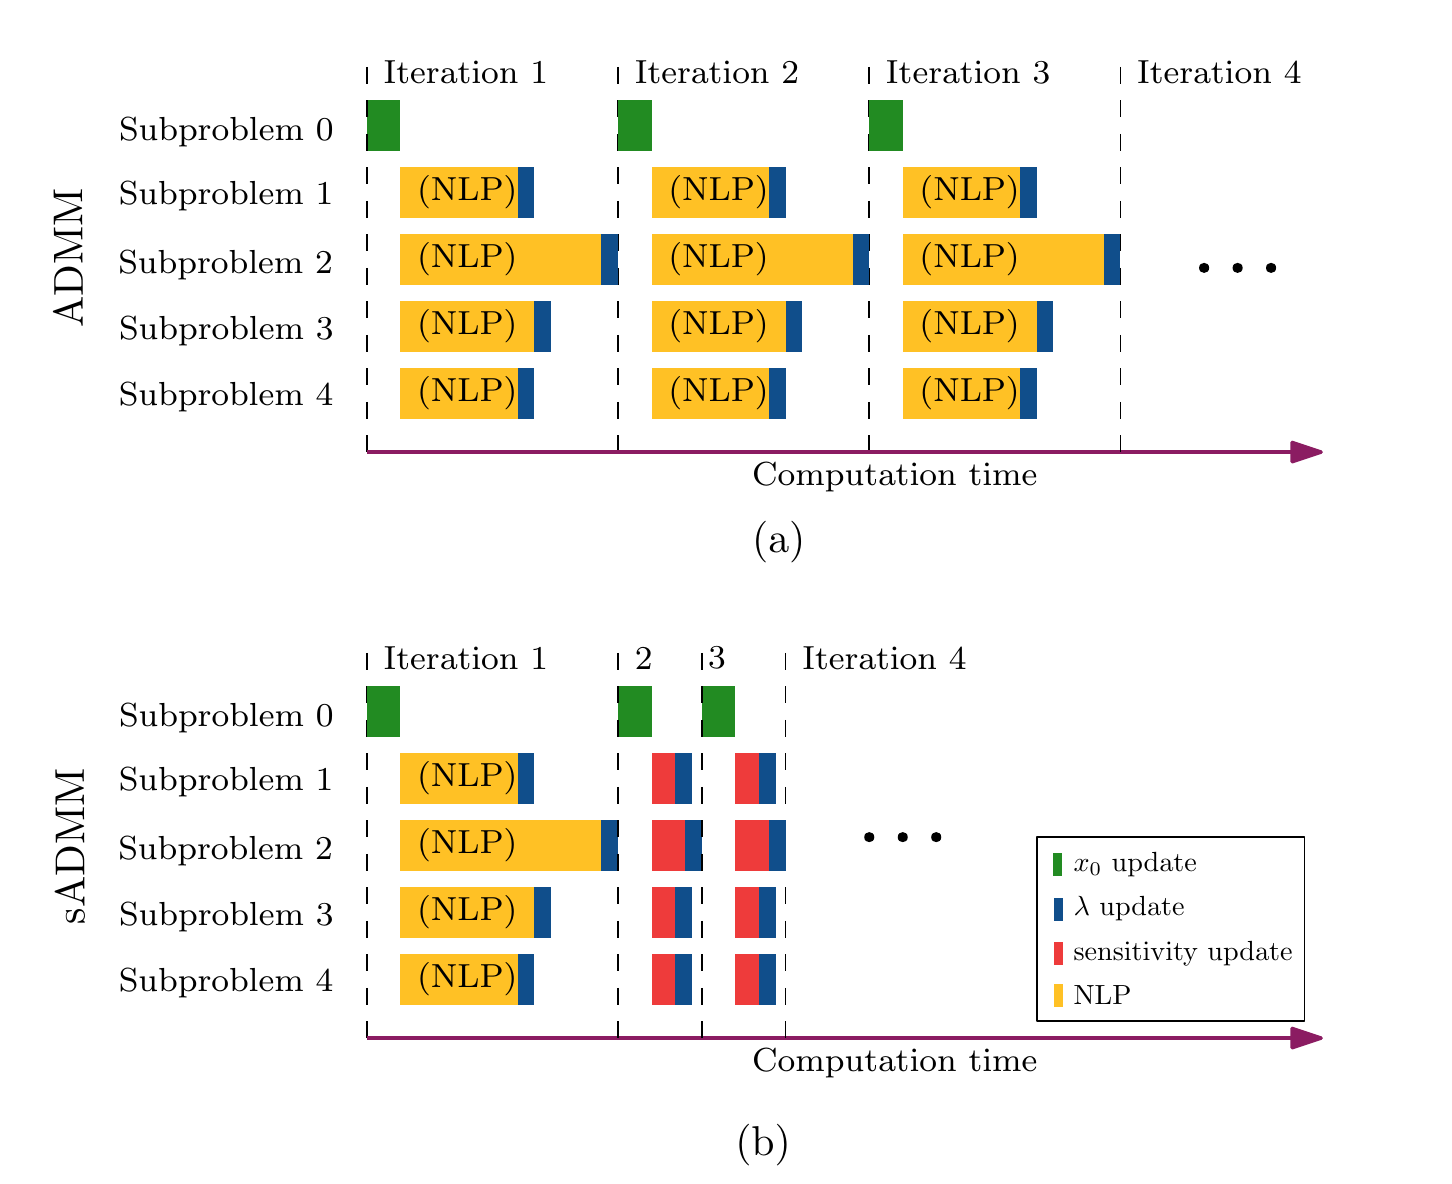 Iteration 1 Iteration 2 Iteration 3 Iteration 4
Subproblem 0
Subproblem 1 (NLP) (NLP) (NLP)
Subproblem 2 (NLP) (NLP) (NLP)
Subproblem 3 (NLP) (NLP) (NLP)
Subproblem 4 (NLP) (NLP) (NLP)
ADMM
Computation time
(a)
Iteration 1 2 3 Iteration 4
Subproblem 0
Subproblem 1 (NLP)
Subproblem 2 (NLP)
Subproblem 3 (NLP)
Subproblem 4 (NLP)
sADMM
x₀ update
λ update
sensitivity update
NLP
Computation time
(b)